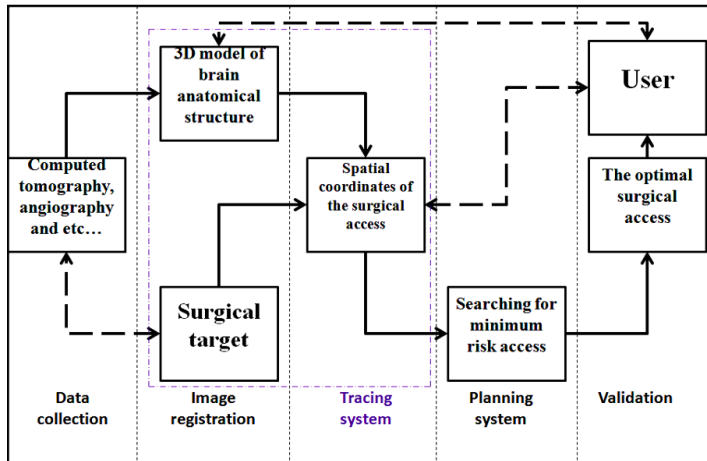 3D model of
brain
anatomical
structure
User
Computed
tomography,
angiography
and etc…
Spatial
coordinates of
the surgical
access
The optimal
surgical
access
Surgical
target
Searching for
minimum
risk access
Data
collection
Image
registration
Tracing
system
Planning
system
Validation